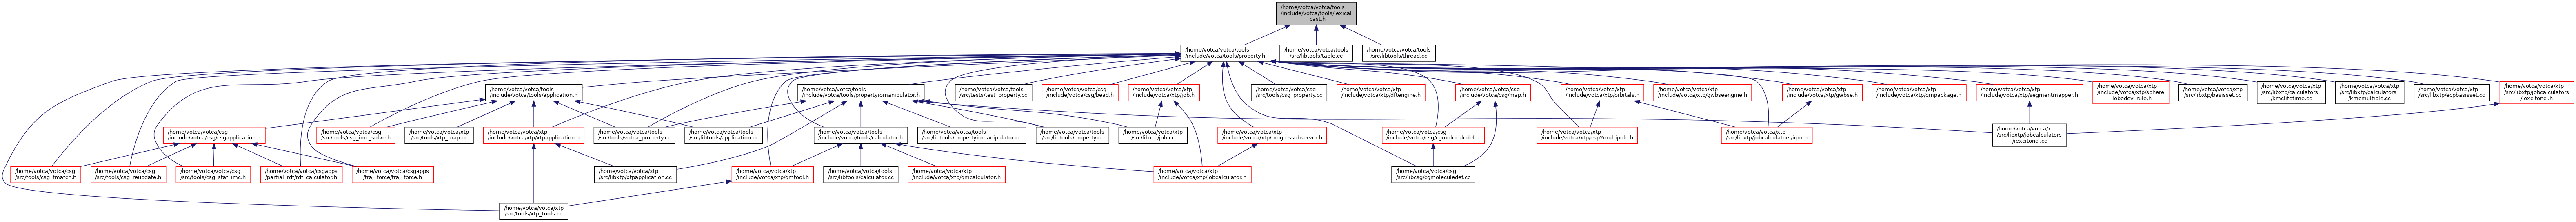 /home/votca/votca/tools
/include/votca/tools/lexical
_cast.h
/home/votca/votca/tools
/include/votca/tools/property.h
/home/votca/votca/tools
/src/libtools/table.cc
/home/votca/votca/tools
/src/libtools/thread.cc
/home/votca/votca/tools
/include/votca/tools/application.h
/home/votca/votca/tools
/include/votca/tools/propertyiomanipulator.h
/home/votca/votca/tools
/src/tests/test_property.cc
/home/votca/votca/csg
/include/votca/csg/bead.h
/home/votca/votca/xtp
/include/votca/xtp/job.h
/home/votca/votca/csg
/src/tools/csg_property.cc
/home/votca/votca/xtp
/include/votca/xtp/dftengine.h
/home/votca/votca/csg
/include/votca/csg/map.h
/home/votca/votca/xtp
/include/votca/xtp/orbitals.h
/home/votca/votca/xtp
/include/votca/xtp/gwbseengine.h
/home/votca/votca/xtp
/include/votca/xtp/gwbse.h
/home/votca/votca/xtp
/include/votca/xtp/qmpackage.h
/home/votca/votca/xtp
/include/votca/xtp/segmentmapper.h
/home/votca/votca/xtp
/include/votca/xtp/sphere
_lebedev_rule.h
/home/votca/votca/xtp
/src/libxtp/basisset.cc
/home/votca/votca/xtp
/src/libxtp/calculators
/kmclifetime.cc
/home/votca/votca/xtp
/src/libxtp/calculators
/kmcmultiple.cc
/home/votca/votca/xtp
/src/libxtp/ecpbasisset.cc
/home/votca/votca/xtp
/src/libxtp/jobcalculators
/iexcitoncl.h
/home/votca/votca/csg
/include/votca/csg/csgapplication.h
/home/votca/votca/csg
/src/tools/csg_imc_solve.h
/home/votca/votca/xtp
/src/tools/xtp_map.cc
/home/votca/votca/xtp
/include/votca/xtp/xtpapplication.h
/home/votca/votca/tools
/src/tools/votca_property.cc
/home/votca/votca/tools
/src/libtools/application.cc
/home/votca/votca/tools
/include/votca/tools/calculator.h
/home/votca/votca/tools
/src/libtools/propertyiomanipulator.cc
/home/votca/votca/tools
/src/libtools/property.cc
/home/votca/votca/xtp
/src/libxtp/job.cc
/home/votca/votca/xtp
/include/votca/xtp/progressobserver.h
/home/votca/votca/csg
/include/votca/csg/cgmoleculedef.h
/home/votca/votca/xtp
/include/votca/xtp/esp2multipole.h
/home/votca/votca/xtp
/src/libxtp/jobcalculators/iqm.h
/home/votca/votca/xtp
/src/libxtp/jobcalculators
/iexcitoncl.cc
/home/votca/votca/csg
/src/tools/csg_fmatch.h
/home/votca/votca/csg
/src/tools/csg_reupdate.h
/home/votca/votca/csg
/src/tools/csg_stat_imc.h
/home/votca/votca/csgapps
/partial_rdf/rdf_calculator.h
/home/votca/votca/csgapps
/traj_force/traj_force.h
/home/votca/votca/xtp
/src/libxtp/xtpapplication.cc
/home/votca/votca/xtp
/include/votca/xtp/qmtool.h
/home/votca/votca/tools
/src/libtools/calculator.cc
/home/votca/votca/xtp
/include/votca/xtp/qmcalculator.h
/home/votca/votca/xtp
/include/votca/xtp/jobcalculator.h
/home/votca/votca/csg
/src/libcsg/cgmoleculedef.cc
/home/votca/votca/xtp
/src/tools/xtp_tools.cc